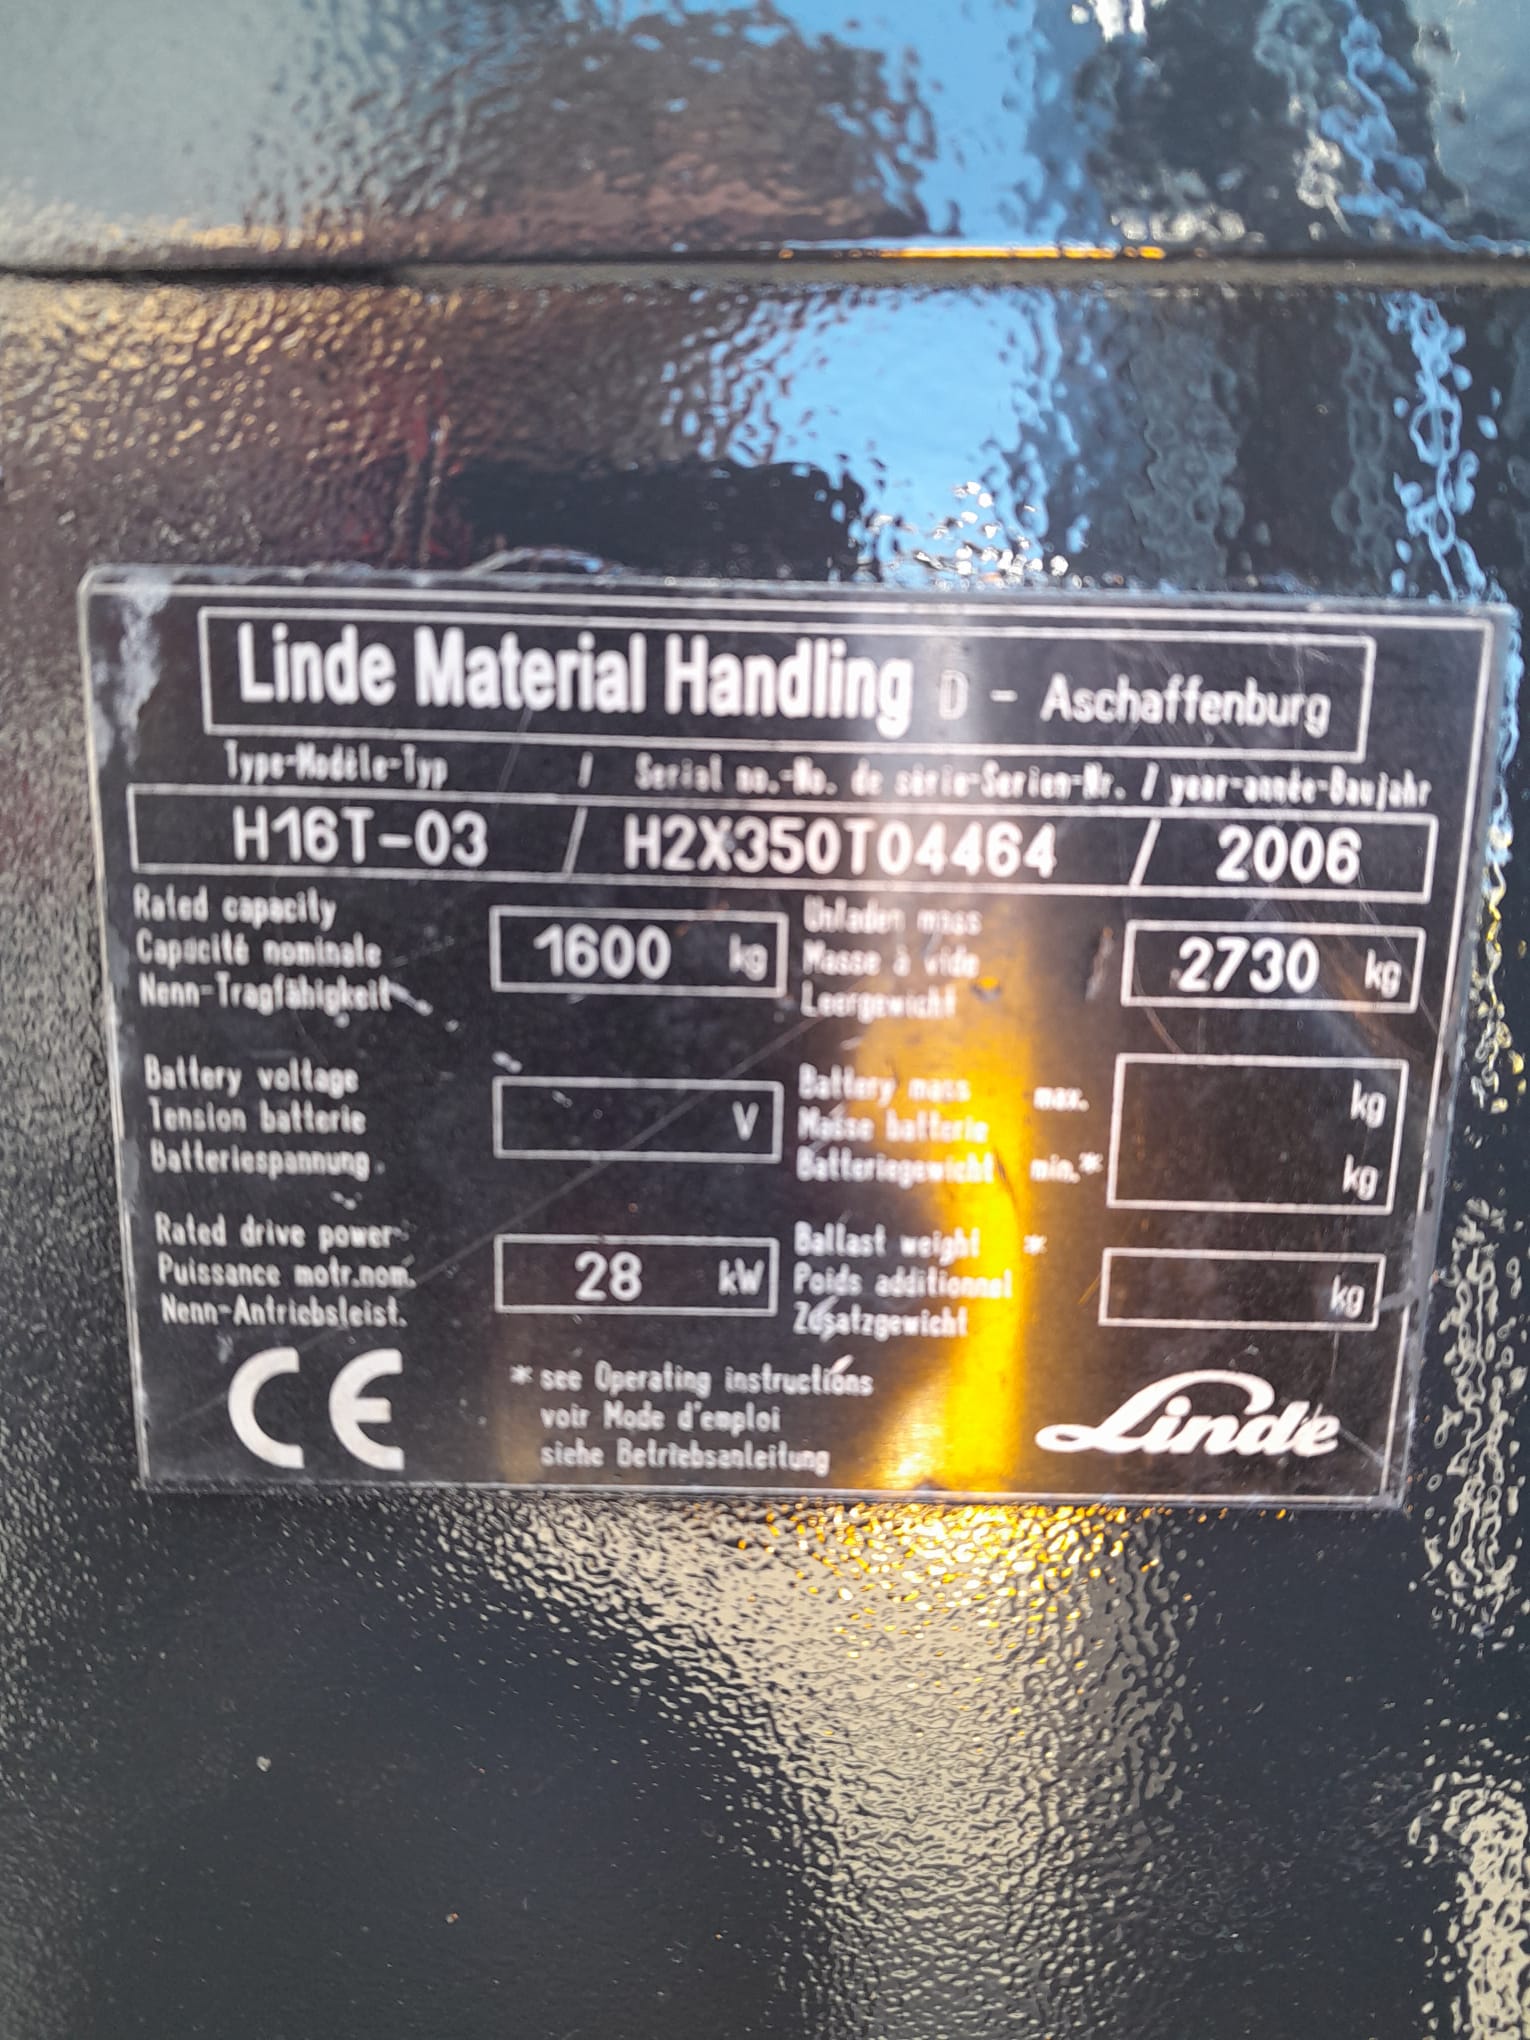 Linde Material Handling D - Aschaffenburg
Type-Modèle-Typ / Serial no.-No. de série-Serien-Nr. / year-année-Baujahr
H16T-03 / H2X350T04464 / 2006
Rated capacity
Capacité nominale
Nenn-Tragfähigkeit
1600 kg
Unladen mass
Masse à vide
Leergewicht
2730 kg
Battery voltage
Tension batterie
Batteriespannung
V
Battery mass max. kg
Masse batterie
Batteriegewicht min.* kg
Rated drive power
Puissance motr.nom.
Nenn-Antriebsleist.
28 kW
Ballast weight *
Poids additionnel
Zusatzgewicht
kg
CE
* see Operating instructions
voir Mode d'emploi
siehe Betriebsanleitung
Linde